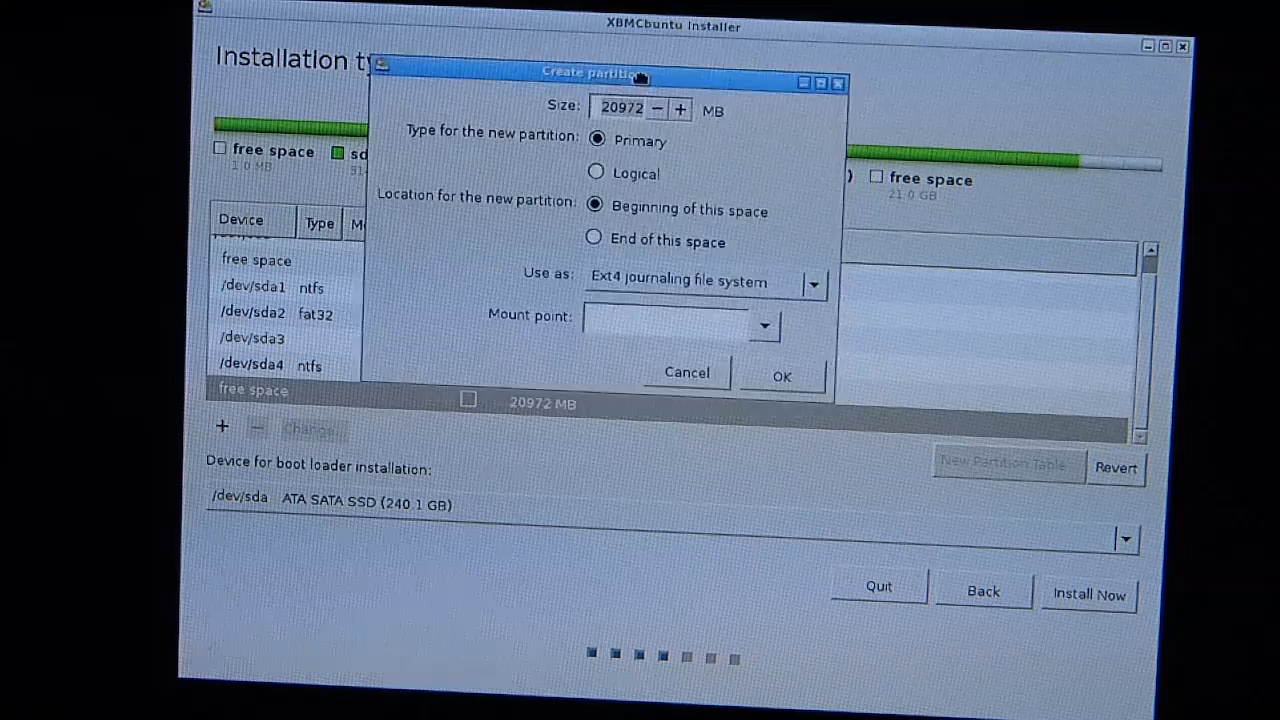 XBMCbuntu Installer
Installation ty
Create partitio
Size: 20972 − + MB
Type for the new partition: Primary
Logical
Location for the new partition: Beginning of this space
End of this space
Use as: Ext4 journaling file system
Mount point:
Cancel OK
free space sd ) free space
1.0 MB 21.0 GB
Device Type M
free space
/dev/sda1 ntfs
/dev/sda2 fat32
/dev/sda3
/dev/sda4 ntfs
free space 20972 MB
+ − Change...
New Partition Table... Revert
Device for boot loader installation:
/dev/sda ATA SATA SSD (240.1 GB)
Quit Back Install Now